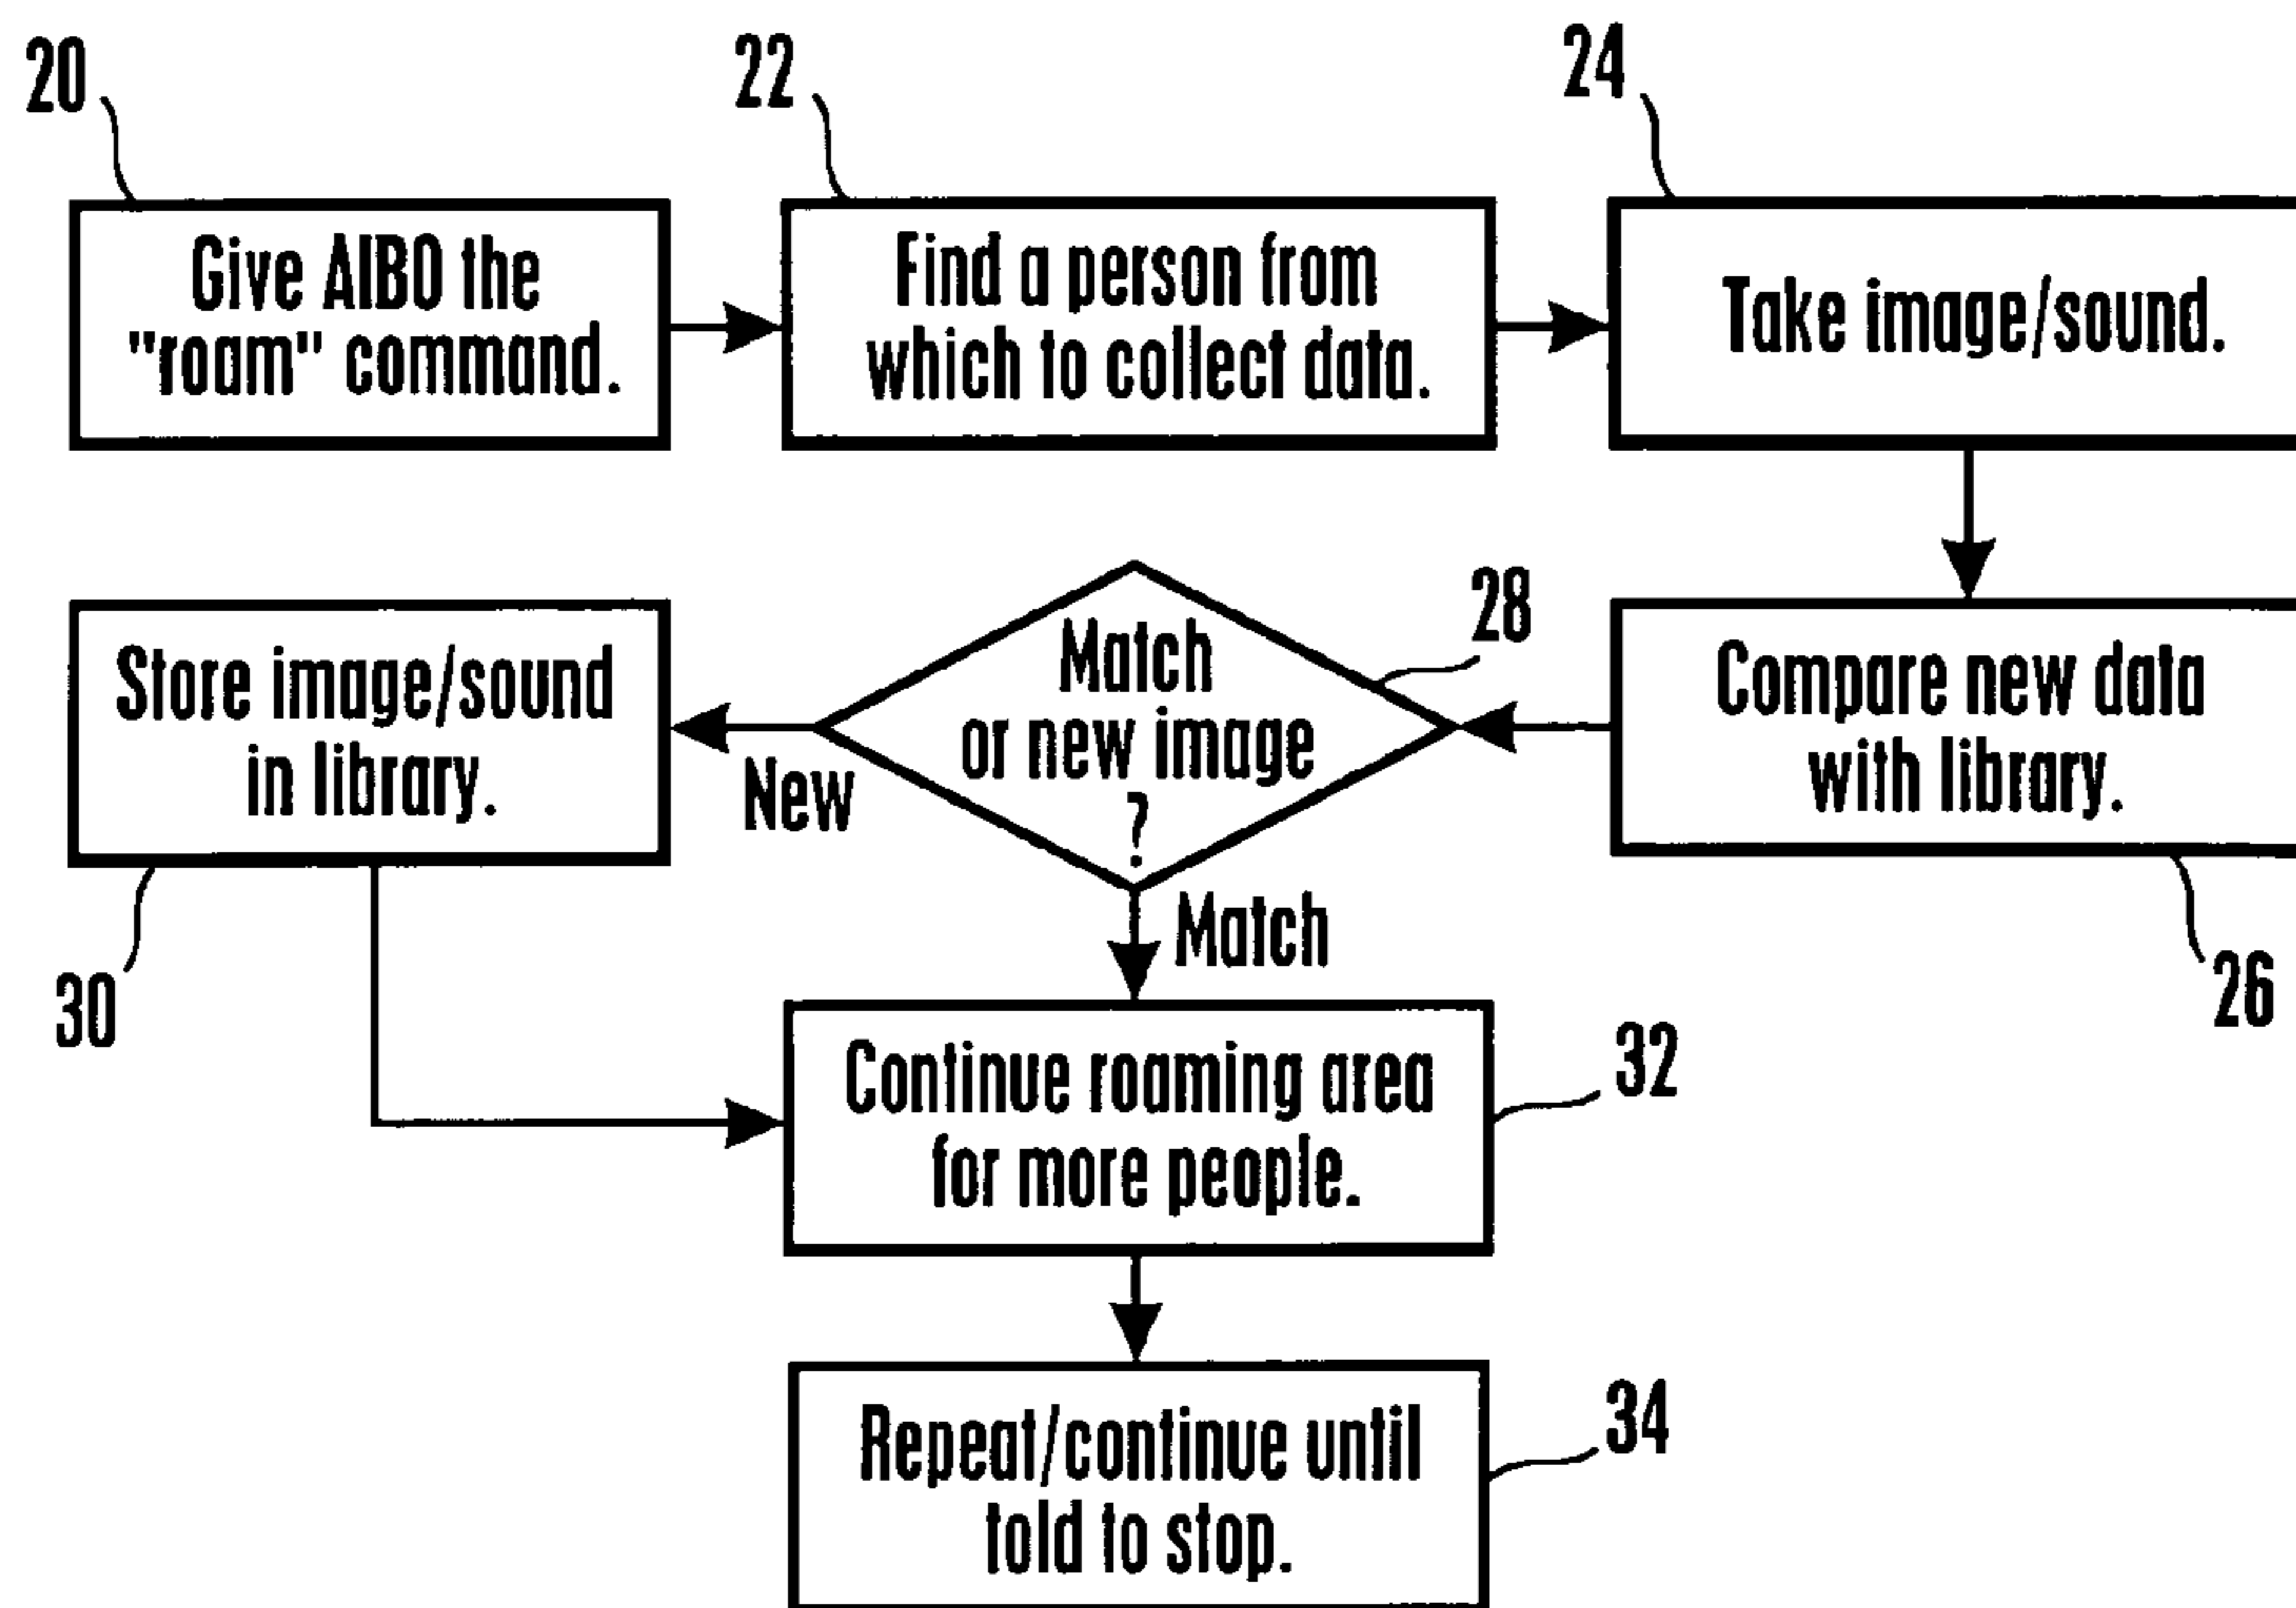 20
22
24
Give AIBO the
"roam" command.
Find a person from
which to collect data.
Take image/sound.
28
Store image/sound
in library.
New
Match
or new image
?
Compare new data
with library.
Match
30
26
Continue roaming area
for more people.
32
Repeat/continue until
told to stop.
34